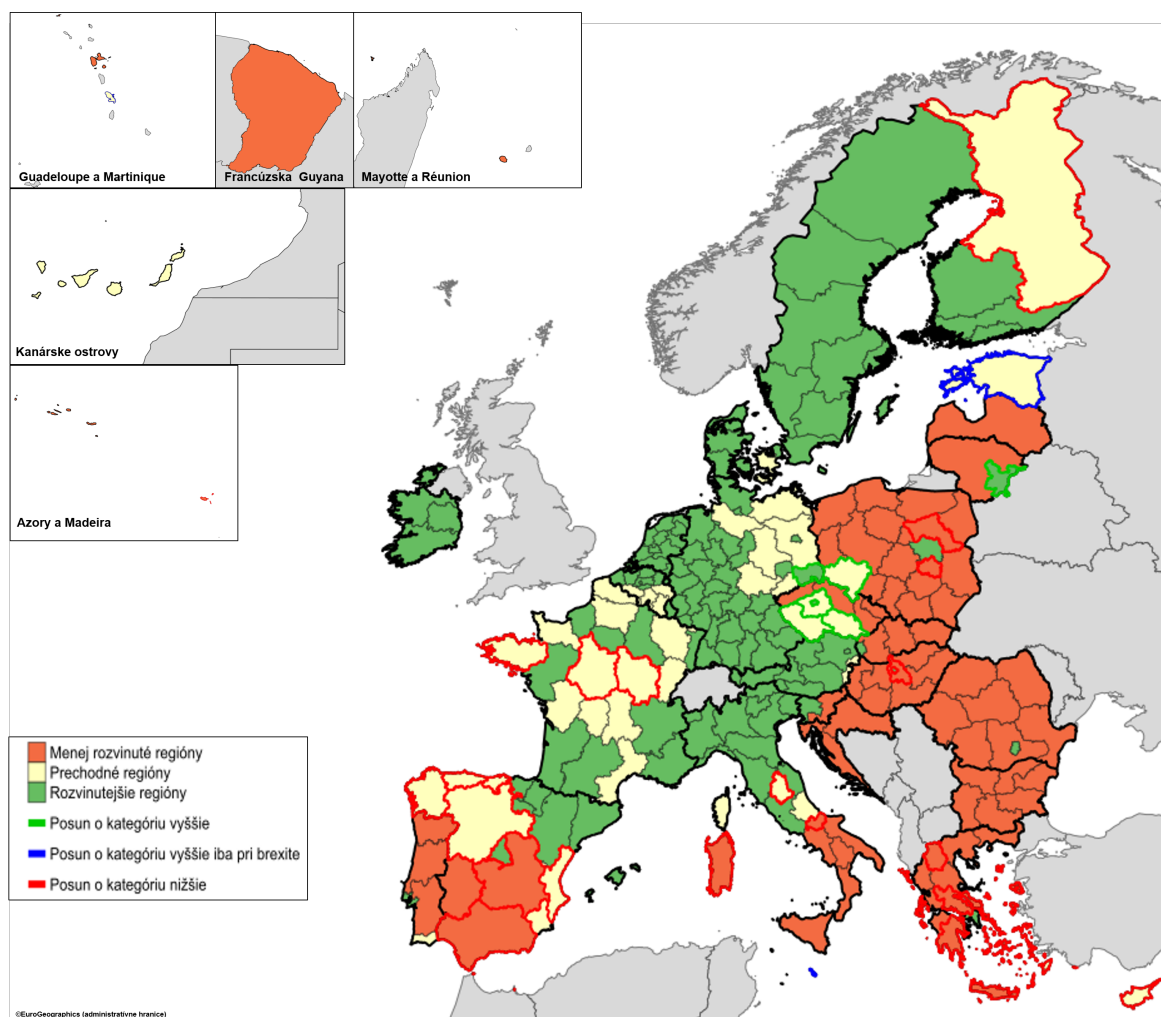 Guadeloupe a Martinique
Francúzska Guyana
Mayotte a Réunion
Kanárske ostrovy
Azory a Madeira
Menej rozvinuté regióny
Prechodné regióny
Rozvinutejšie regióny
Posun o kategóriu vyššie
Posun o kategóriu vyššie iba pri brexite
Posun o kategóriu nižšie
©EuroGeographics (administratívne hranice)